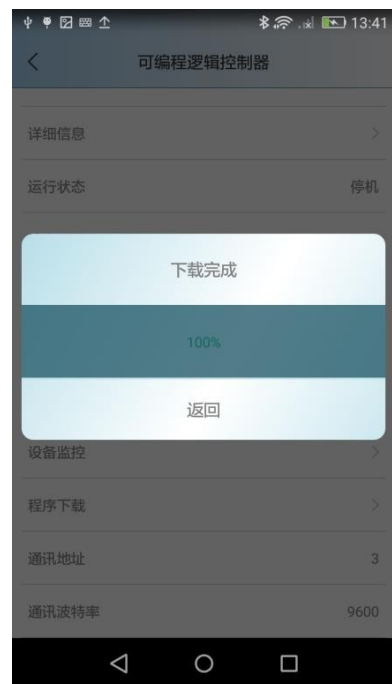 13:41
可编程逻辑控制器
详细信息
运行状态 停机
下载完成
100%
返回
设备监控
程序下载
通讯地址 3
通讯波特率 9600